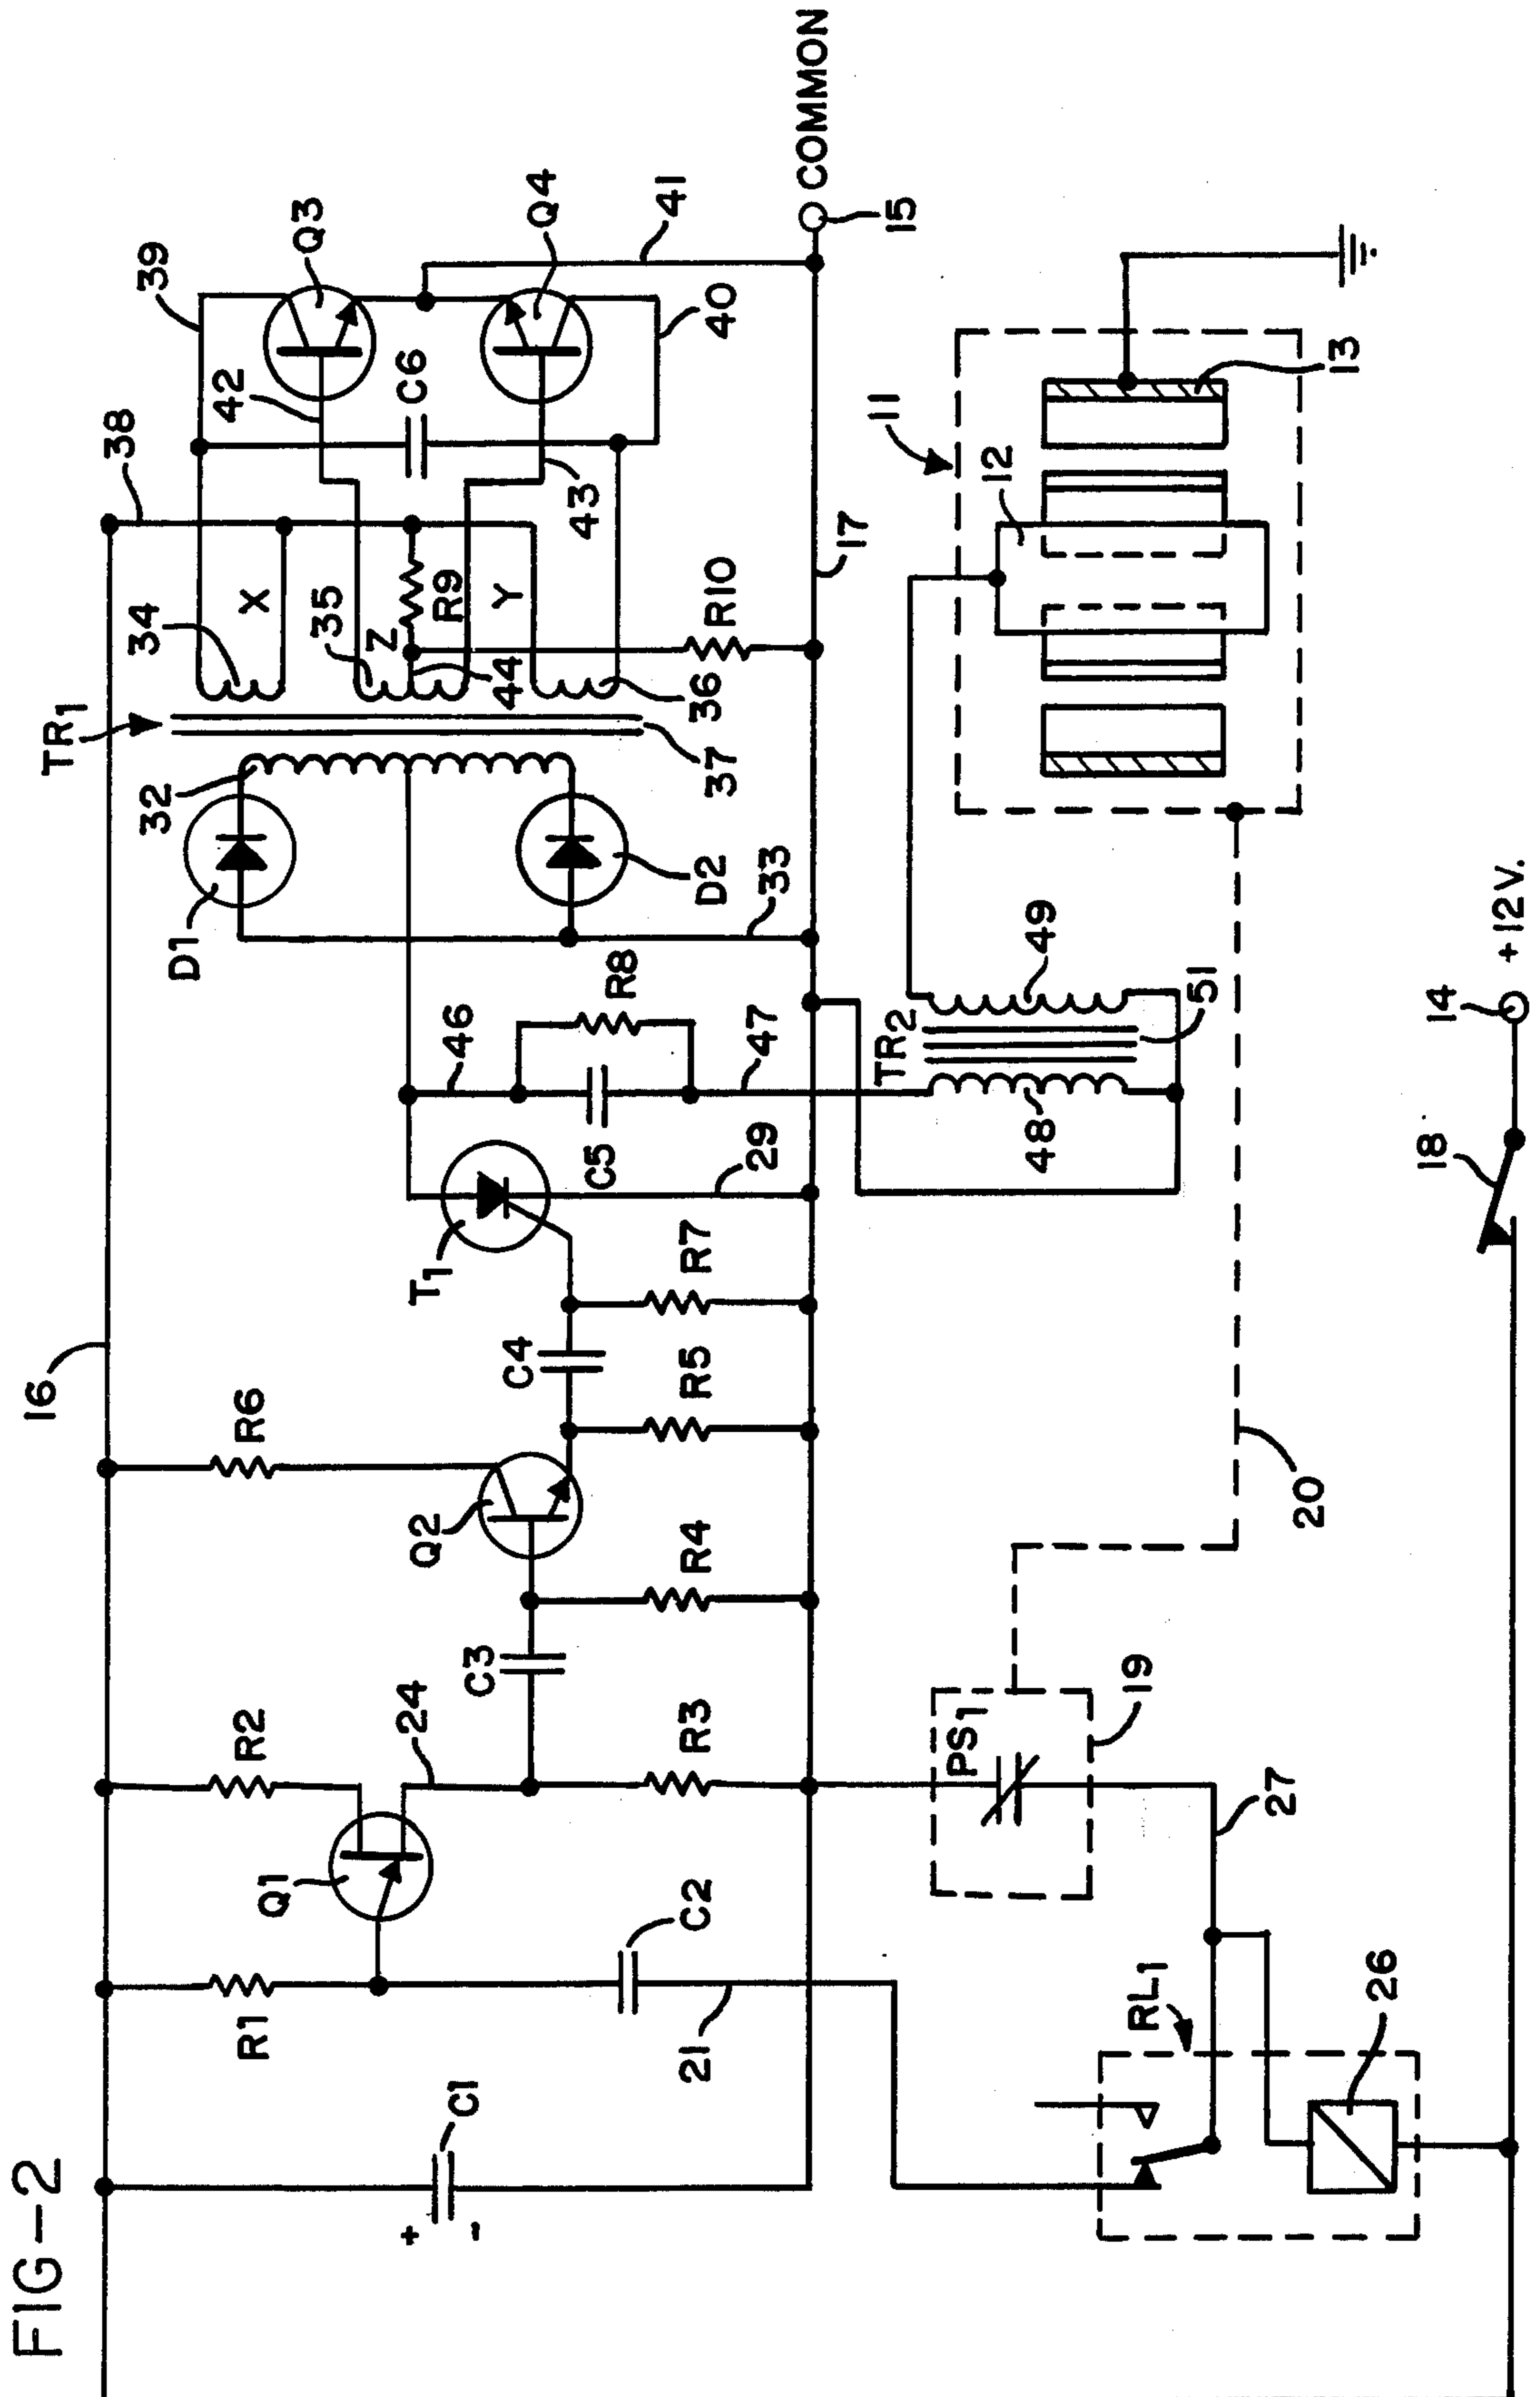 FIG-2
16
38
39
TR1
34
X
42
Q3
32
35
Z
R9
Y
C6
Q4
41
D1
44
43
40
36
37
D2
33
R10
17
COMMON
15
R6
T1
46
R8
C5
47
29
R2
Q1
24
C3
Q2
C4
R1
C1
+
-
C2
21
R3
R4
R5
R7
TR2
48
49
51
11
12
13
PS1
19
20
27
RL1
26
18
14
+12V.